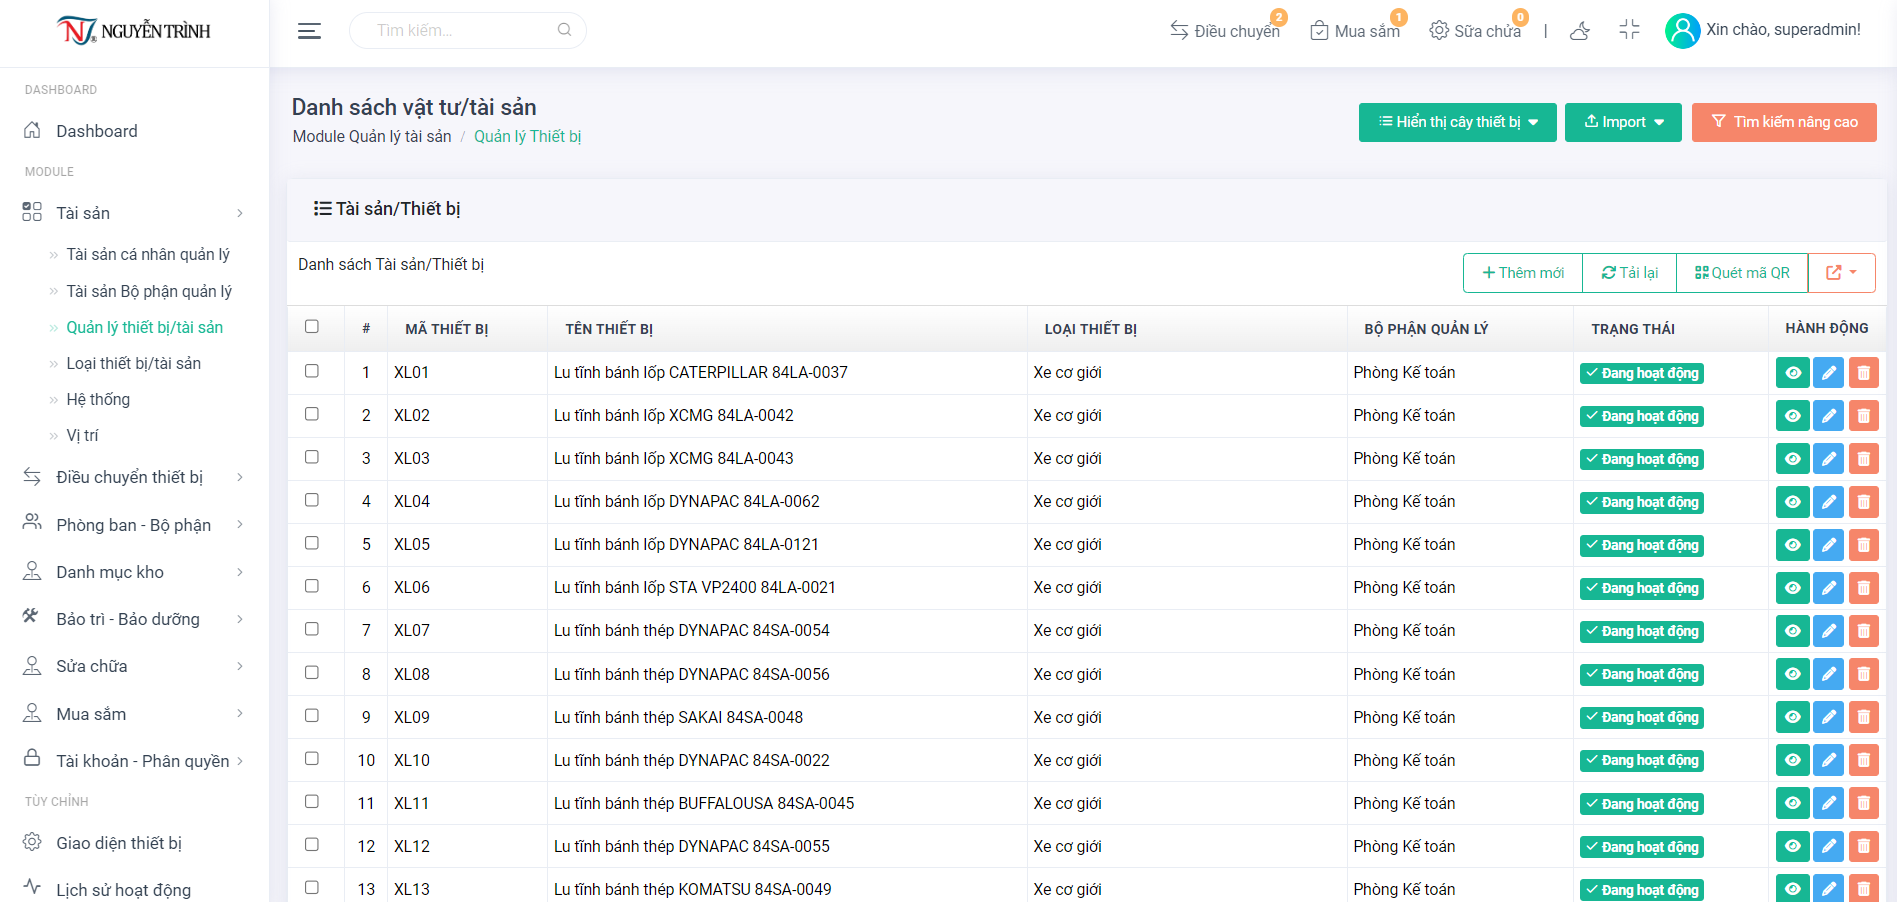 NGUYỄN TRÌNH
Tìm kiếm...
Điều chuyển 2
Mua sắm 1
Sữa chửa 0
Xin chào, superadmin!
DASHBOARD
Dashboard
MODULE
Tài sản
Tài sản cá nhân quản lý
Tài sản Bộ phận quản lý
Quản lý thiết bị/tài sản
Loại thiết bị/tài sản
Hệ thống
Vị trí
Điều chuyển thiết bị
Phòng ban - Bộ phận
Danh mục kho
Bảo trì - Bảo dưỡng
Sửa chữa
Mua sắm
Tài khoản - Phân quyền
TÙY CHỈNH
Giao diện thiết bị
Lịch sử hoạt động
Danh sách vật tư/tài sản
Module Quản lý tài sản / Quản lý Thiết bị
Hiển thị cây thiết bị
Import
Tìm kiếm nâng cao
Tài sản/Thiết bị
Danh sách Tài sản/Thiết bị
Thêm mới
Tải lại
Quét mã QR
# MÃ THIẾT BỊ TÊN THIẾT BỊ LOẠI THIẾT BỊ BỘ PHẬN QUẢN LÝ TRẠNG THÁI HÀNH ĐỘNG
1 XL01 Lu tĩnh bánh lốp CATERPILLAR 84LA-0037 Xe cơ giới Phòng Kế toán Đang hoạt động
2 XL02 Lu tĩnh bánh lốp XCMG 84LA-0042 Xe cơ giới Phòng Kế toán Đang hoạt động
3 XL03 Lu tĩnh bánh lốp XCMG 84LA-0043 Xe cơ giới Phòng Kế toán Đang hoạt động
4 XL04 Lu tĩnh bánh lốp DYNAPAC 84LA-0062 Xe cơ giới Phòng Kế toán Đang hoạt động
5 XL05 Lu tĩnh bánh lốp DYNAPAC 84LA-0121 Xe cơ giới Phòng Kế toán Đang hoạt động
6 XL06 Lu tĩnh bánh lốp STA VP2400 84LA-0021 Xe cơ giới Phòng Kế toán Đang hoạt động
7 XL07 Lu tĩnh bánh thép DYNAPAC 84SA-0054 Xe cơ giới Phòng Kế toán Đang hoạt động
8 XL08 Lu tĩnh bánh thép DYNAPAC 84SA-0056 Xe cơ giới Phòng Kế toán Đang hoạt động
9 XL09 Lu tĩnh bánh thép SAKAI 84SA-0048 Xe cơ giới Phòng Kế toán Đang hoạt động
10 XL10 Lu tĩnh bánh thép DYNAPAC 84SA-0022 Xe cơ giới Phòng Kế toán Đang hoạt động
11 XL11 Lu tĩnh bánh thép BUFFALOUSA 84SA-0045 Xe cơ giới Phòng Kế toán Đang hoạt động
12 XL12 Lu tĩnh bánh thép DYNAPAC 84SA-0055 Xe cơ giới Phòng Kế toán Đang hoạt động
13 XL13 Lu tĩnh bánh thép KOMATSU 84SA-0049 Xe cơ giới Phòng Kế toán Đang hoạt động